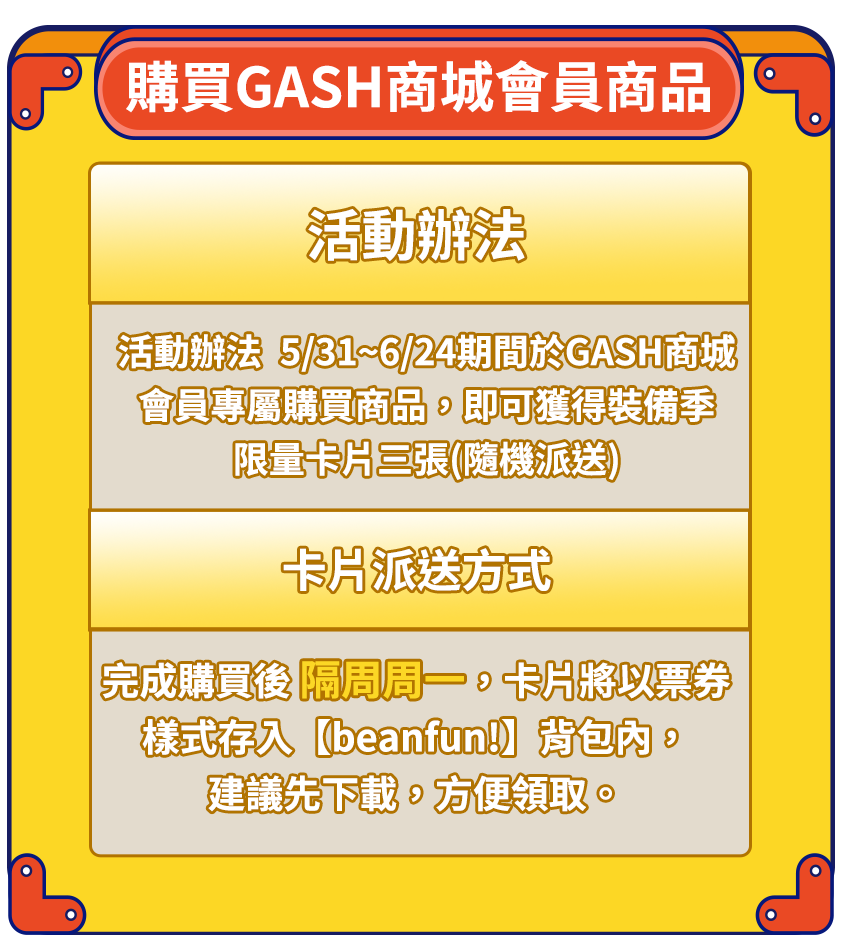 購買GASH商城會員商品
活動辦法
活動辦法 5/31~6/24期間於GASH商城
會員專屬購買商品，即可獲得裝備季
限量卡片三張(隨機派送)
卡片派送方式
完成購買後 隔周周一，卡片將以票券
樣式存入【beanfun!】背包內，
建議先下載，方便領取。